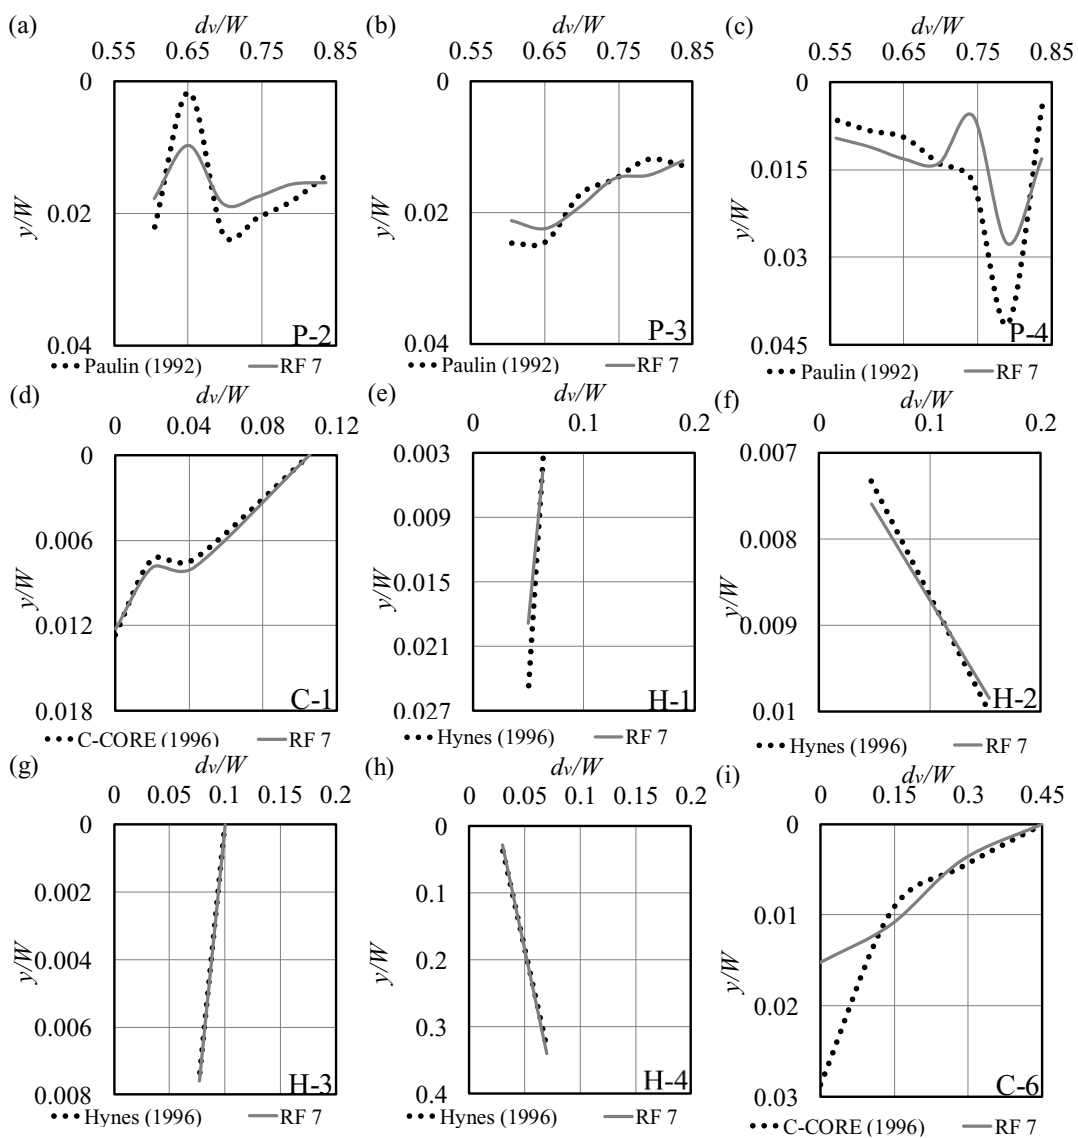 (a)
dv/W
0.55 0.65 0.75 0.85
0
0.02
0.04
y/W
P-2
Paulin (1992) RF 7
(b)
dv/W
0.55 0.65 0.75 0.85
0
0.02
0.04
y/W
P-3
Paulin (1992) RF 7
(c)
dv/W
0.55 0.65 0.75 0.85
0
0.015
0.03
0.045
y/W
P-4
Paulin (1992) RF 7
(d)
dv/W
0 0.04 0.08 0.12
0
0.006
0.012
0.018
y/W
C-1
C-CORE (1996) RF 7
(e)
dv/W
0 0.1 0.2
0.003
0.009
0.015
0.021
0.027
y/W
H-1
Hynes (1996) RF 7
(f)
dv/W
0 0.1 0.2
0.007
0.008
0.009
0.01
y/W
H-2
Hynes (1996) RF 7
(g)
dv/W
0 0.05 0.1 0.15 0.2
0
0.002
0.004
0.006
0.008
y/W
H-3
Hynes (1996) RF 7
(h)
dv/W
0 0.05 0.1 0.15 0.2
0
0.1
0.2
0.3
0.4
y/W
H-4
Hynes (1996) RF 7
(i)
dv/W
0 0.15 0.3 0.45
0
0.01
0.02
0.03
y/W
C-6
C-CORE (1996) RF 7